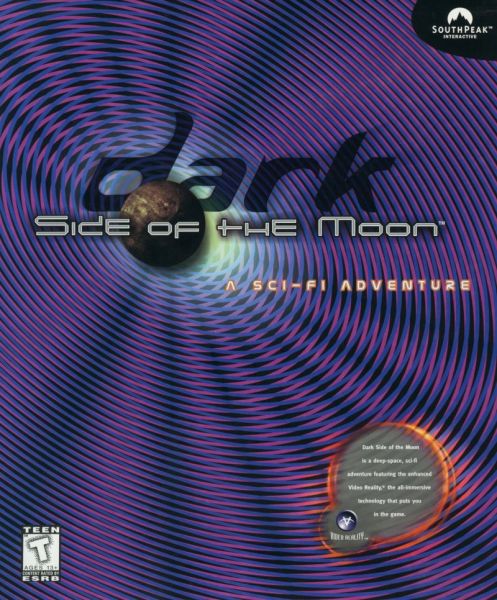 SOUTHPEAK™
INTERACTIVE
dark
SIDE OF THE MOON™
A SCI-FI ADVENTURE
Dark Side of the Moon
is a deep-space, sci-fi
adventure featuring the enhanced
Video Reality,® the all-immersive
technology that puts you
in the game.
VIDEO REALITY™
TEEN
T
AGES 13+
CONTENT RATED BY
ESRB